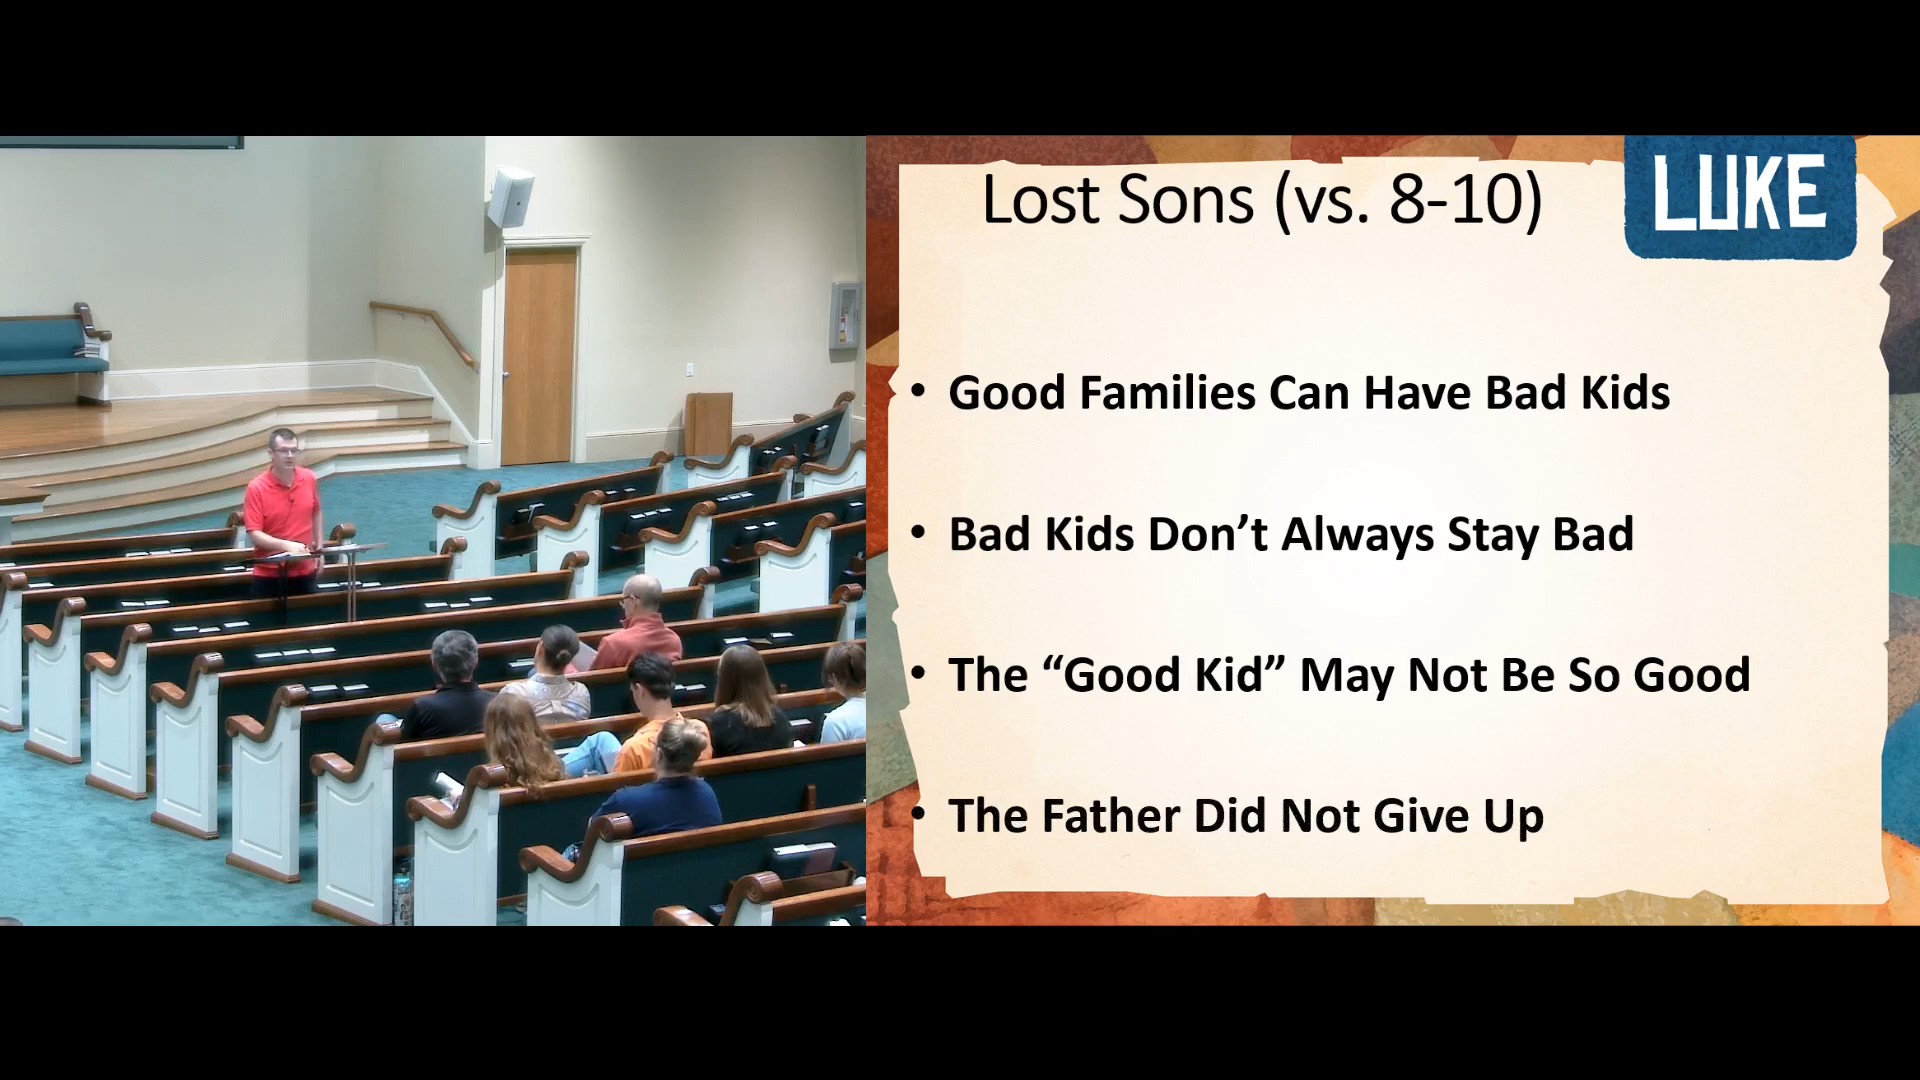 Lost Sons (vs. 8-10)
LUKE
• Good Families Can Have Bad Kids
• Bad Kids Don’t Always Stay Bad
• The “Good Kid” May Not Be So Good
• The Father Did Not Give Up